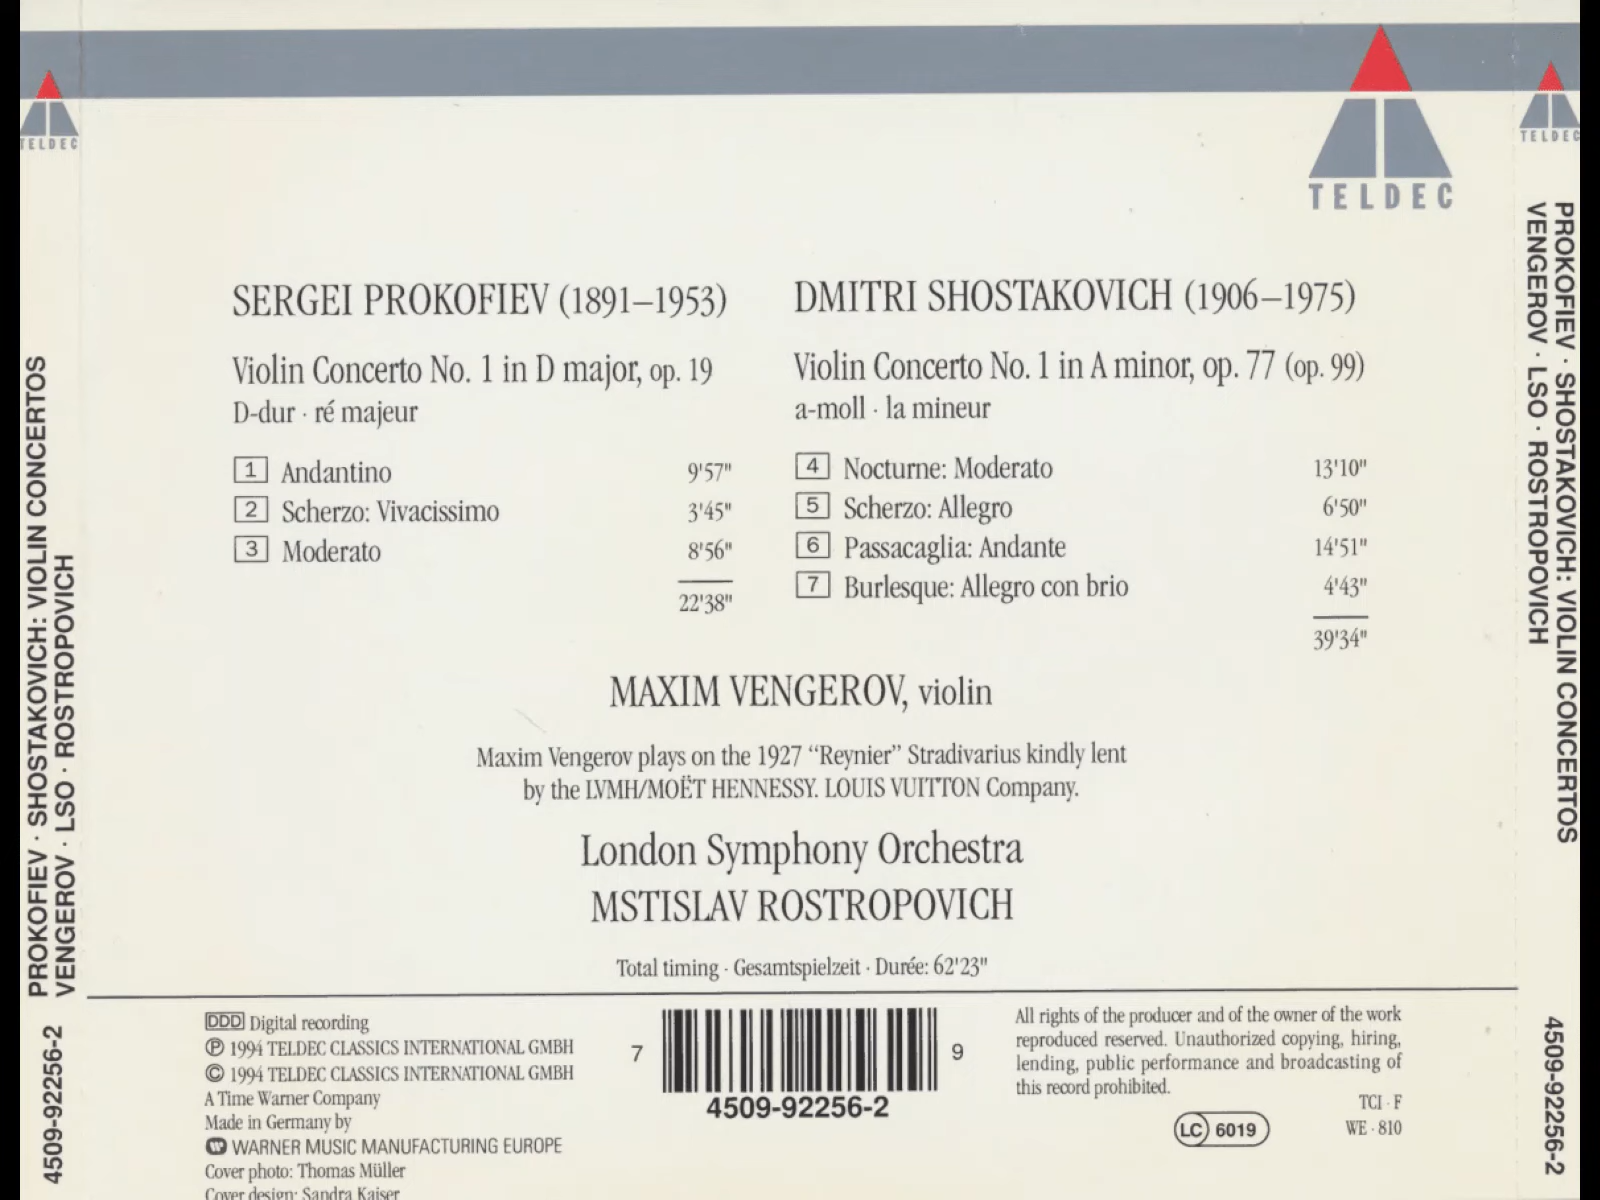 TELDEC
TELDEC
TELDEC
PROKOFIEV · SHOSTAKOVICH: VIOLIN CONCERTOS
VENGEROV · LSO · ROSTROPOVICH
4509-92256-2
SERGEI PROKOFIEV (1891–1953)
Violin Concerto No. 1 in D major, op. 19
D-dur · ré majeur
1 Andantino 9'57"
2 Scherzo: Vivacissimo 3'45"
3 Moderato 8'56"
22'38"
DMITRI SHOSTAKOVICH (1906–1975)
Violin Concerto No. 1 in A minor, op. 77 (op. 99)
a-moll · la mineur
4 Nocturne: Moderato 13'10"
5 Scherzo: Allegro 6'50"
6 Passacaglia: Andante 14'51"
7 Burlesque: Allegro con brio 4'43"
39'34"
MAXIM VENGEROV, violin
Maxim Vengerov plays on the 1927 “Reynier” Stradivarius kindly lent
by the LVMH/MOËT HENNESSY. LOUIS VUITTON Company.
London Symphony Orchestra
MSTISLAV ROSTROPOVICH
Total timing · Gesamtspielzeit · Durée: 62'23"
DDD Digital recording
℗ 1994 TELDEC CLASSICS INTERNATIONAL GMBH
© 1994 TELDEC CLASSICS INTERNATIONAL GMBH
A Time Warner Company
Made in Germany by
WARNER MUSIC MANUFACTURING EUROPE
Cover photo: Thomas Müller
Cover design: Sandra Kaiser
7 9
4509-92256-2
All rights of the producer and of the owner of the work
reproduced reserved. Unauthorized copying, hiring,
lending, public performance and broadcasting of
this record prohibited.
TCI · F
LC 6019
WE · 810
PROKOFIEV · SHOSTAKOVICH: VIOLIN CONCERTOS
VENGEROV · LSO · ROSTROPOVICH
4509-92256-2